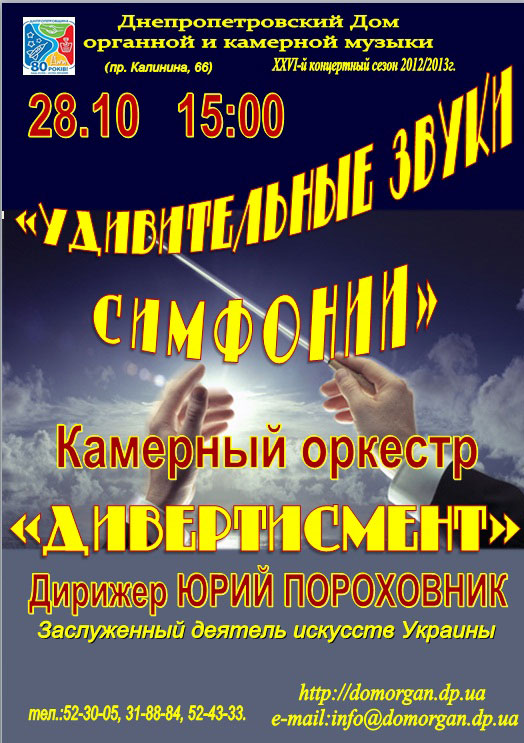 Днепропетровский Дом
органной и камерной музыки
(пр. Калинина, 66) XXVI-й концертный сезон 2012/2013г.
80 РОКІВ!
28.10 15:00
«УДИВИТЕЛЬНЫЕ ЗВУКИ
СИМФОНИИ»
Камерный оркестр
«ДИВЕРТИСМЕНТ»
Дирижер ЮРИЙ ПОРОХОВНИК
Заслуженный деятель искусств Украины
http://domorgan.dp.ua
тел.:52-30-05, 31-88-84, 52-43-33.
e-mail:info@domorgan.dp.ua